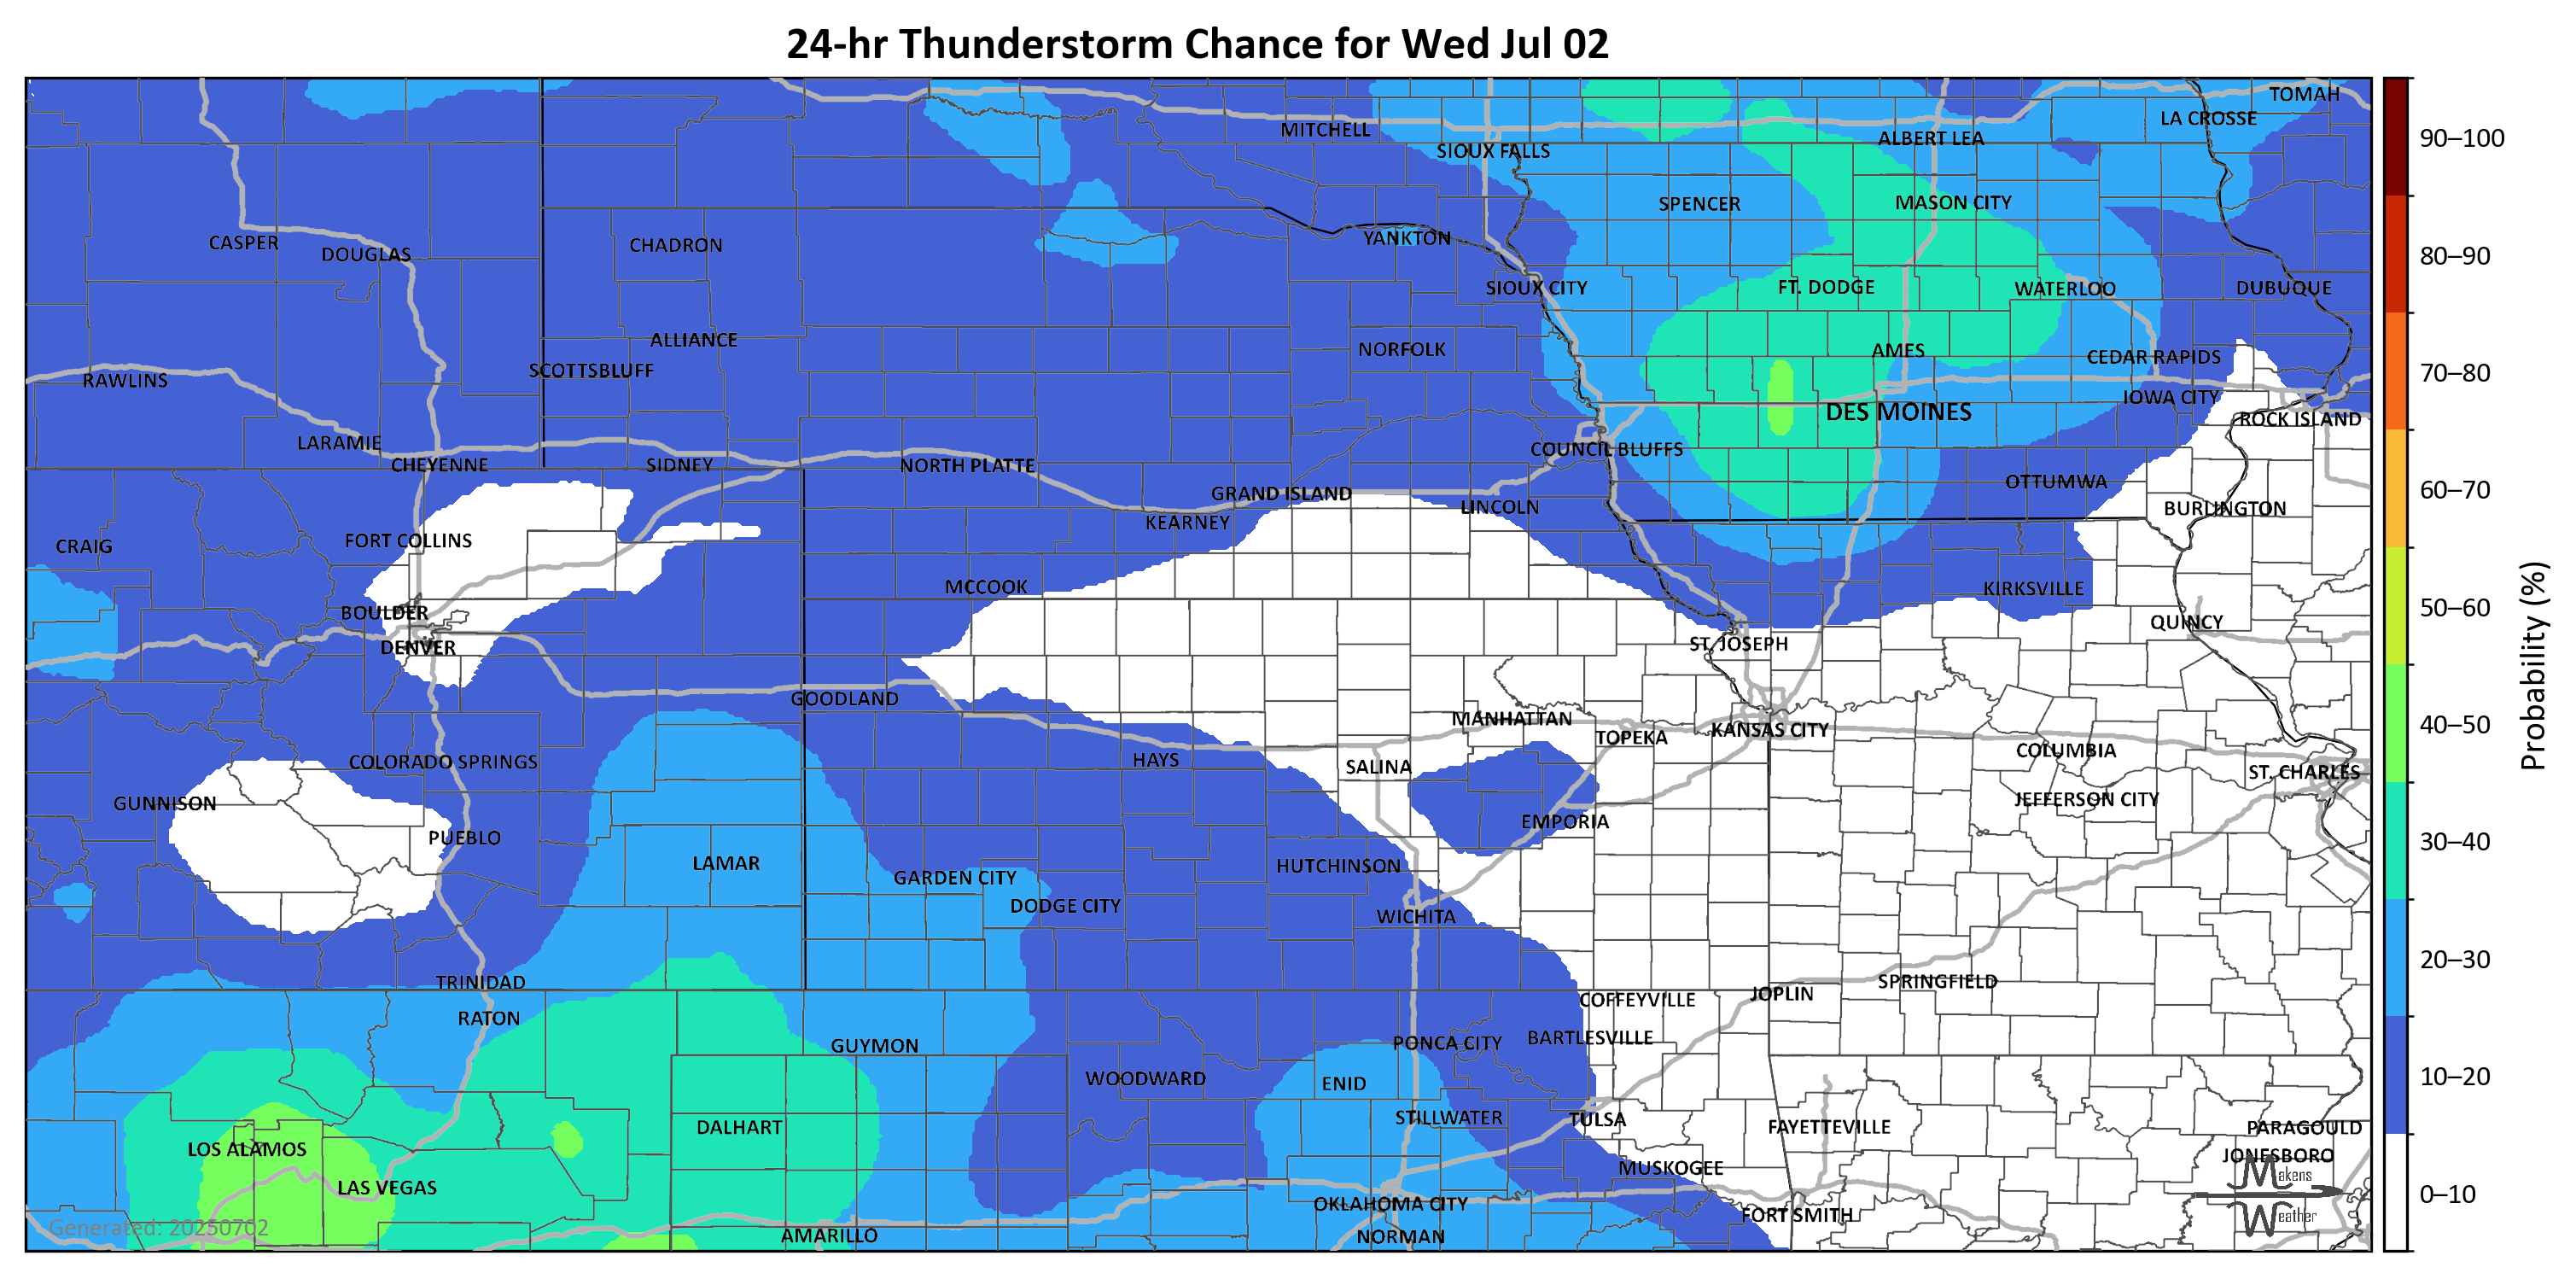 24-hr Thunderstorm Chance for Wed Jul 02
TOMAH
LA CROSSE
MITCHELL
ALBERT LEA
SIOUX FALLS
SPENCER
MASON CITY
YANKTON
CASPER
CHADRON
DOUGLAS
SIOUX CITY
FT. DODGE
WATERLOO
DUBUQUE
ALLIANCE
NORFOLK
AMES
CEDAR RAPIDS
SCOTTSBLUFF
RAWLINS
IOWA CITY
DES MOINES
ROCK ISLAND
LARAMIE
COUNCIL BLUFFS
CHEYENNE
SIDNEY
NORTH PLATTE
OTTUMWA
GRAND ISLAND
LINCOLN
BURLINGTON
KEARNEY
FORT COLLINS
CRAIG
MCCOOK
KIRKSVILLE
BOULDER
QUINCY
DENVER
ST. JOSEPH
GOODLAND
MANHATTAN
KANSAS CITY
TOPEKA
COLUMBIA
COLORADO SPRINGS
HAYS
SALINA
ST. CHARLES
GUNNISON
JEFFERSON CITY
EMPORIA
PUEBLO
LAMAR
HUTCHINSON
GARDEN CITY
DODGE CITY
WICHITA
TRINIDAD
SPRINGFIELD
JOPLIN
COFFEYVILLE
RATON
BARTLESVILLE
PONCA CITY
GUYMON
WOODWARD
ENID
STILLWATER
TULSA
DALHART
FAYETTEVILLE
PARAGOULD
LOS ALAMOS
JONESBORO
MUSKOGEE
LAS VEGAS
OKLAHOMA CITY
FORT SMITH
AMARILLO
NORMAN
Generated: 20250702
Makens
Weather
90–100
80–90
70–80
60–70
50–60
40–50
30–40
20–30
10–20
0–10
Probability (%)